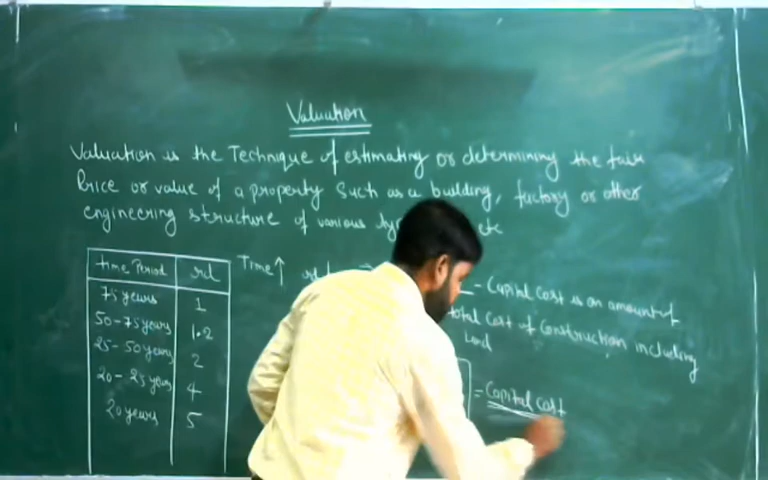 Valuation
Valuation is the Technique of estimating or determining the fair
Price or value of a property Such as a building, factory or other
engineering structure of various etc
Time Period rd
75 years 1
50-75 years 1.2
25-50 years 2
20-25 years 4
20 years 5
Time↑ rd
- Capital Cost is an amount of
total Cost of Construction including
Land
= Capital Cost